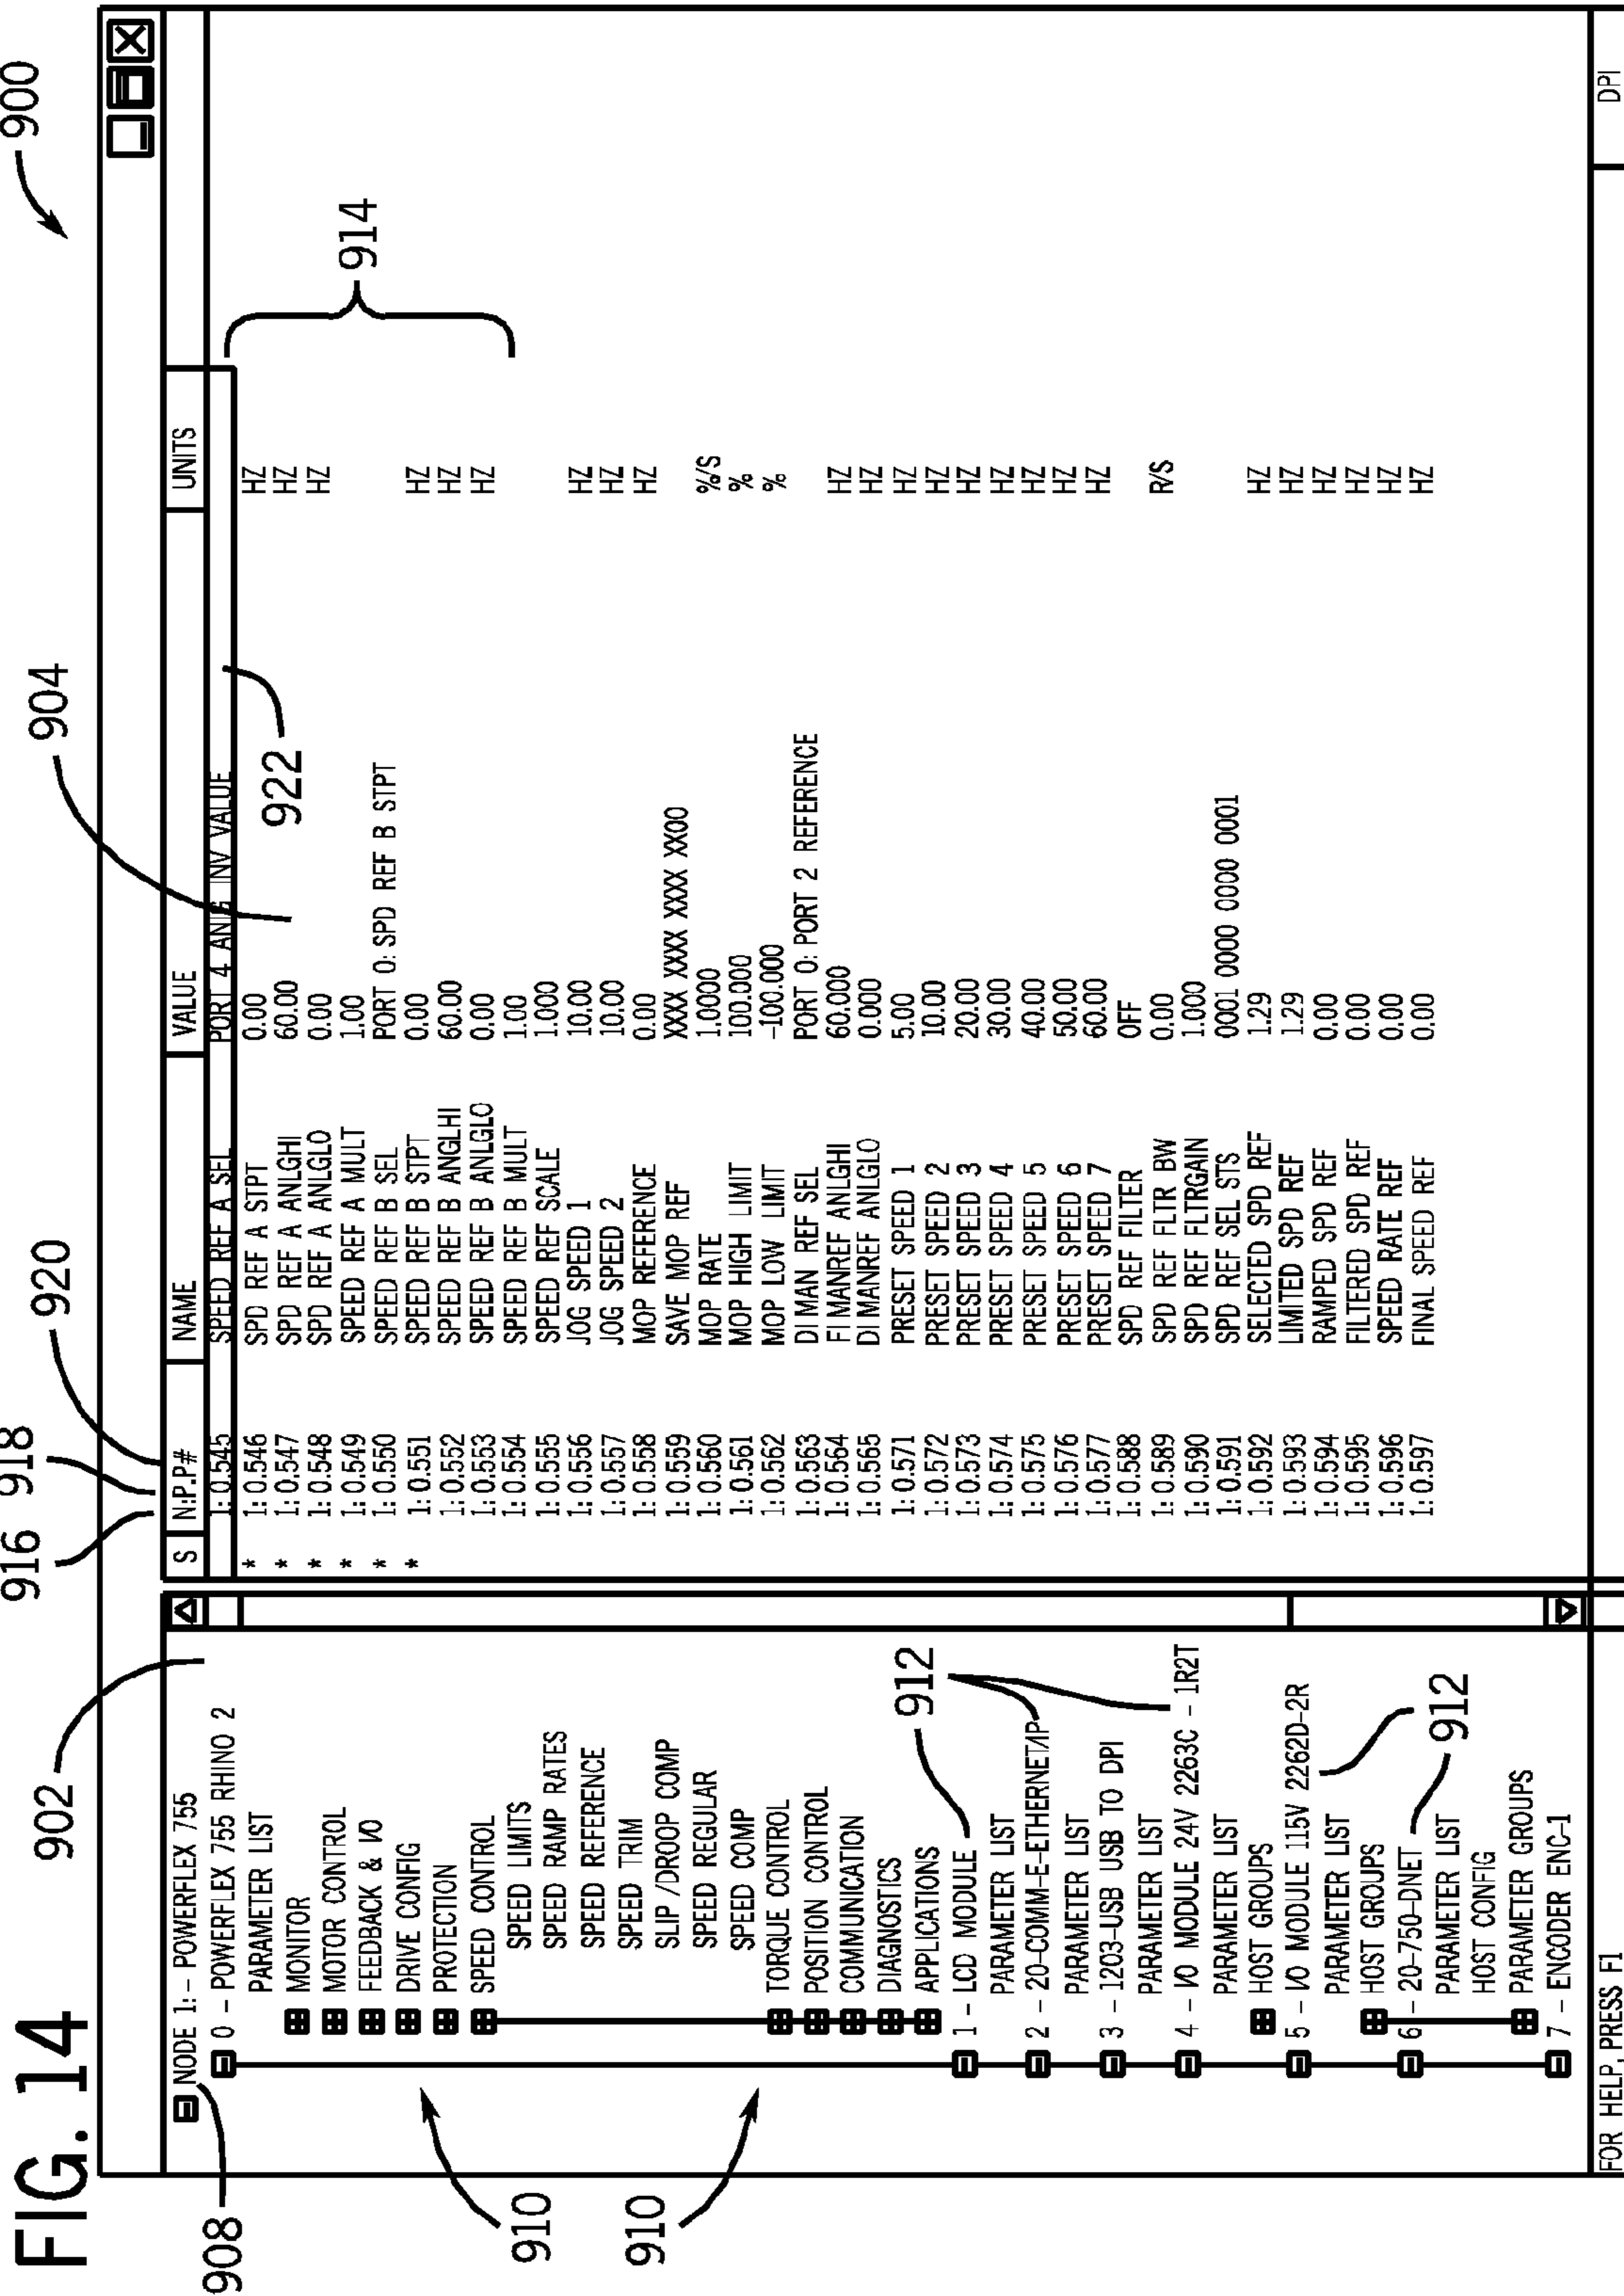 FIG. 14
900
902
904
916
918
920
908
910
910
912
912
914
922
NODE 1: - POWERFLEX 755
0 - POWERFLEX 755 RHINO 2
PARAMETER LIST
MONITOR
MOTOR CONTROL
FEEDBACK & I/O
DRIVE CONFIG
PROTECTION
SPEED CONTROL
SPEED LIMITS
SPEED RAMP RATES
SPEED REFERENCE
SPEED TRIM
SLIP /DROOP COMP
SPEED REGULAR
SPEED COMP
TORQUE CONTROL
POSITION CONTROL
COMMUNICATION
DIAGNOSTICS
APPLICATIONS
1 - LCD MODULE
PARAMETER LIST
2 - 20-COMM-E-ETHERNET/IP
PARAMETER LIST
3 - 1203-USB USB TO DPI
PARAMETER LIST
4 - I/O MODULE 24V 2263C - 1R2T
PARAMETER LIST
HOST GROUPS
5 - I/O MODULE 115V 2262D-2R
PARAMETER LIST
HOST GROUPS
6 - 20-750-DNET
PARAMETER LIST
HOST CONFIG
PARAMETER GROUPS
7 - ENCODER ENC-1
S N:P.P# NAME VALUE UNITS
1: 0.545 SPEED REF A SEL PORT 4 ANIG INV VALUE
* 1: 0.546 SPD REF A STPT 0.00 HZ
* 1: 0.547 SPD REF A ANLGHI 60.00 HZ
* 1: 0.548 SPD REF A ANLGLO 0.00 HZ
* 1: 0.549 SPEED REF A MULT 1.00
* 1: 0.550 SPEED REF B SEL PORT 0: SPD REF B STPT
* 1: 0.551 SPEED REF B STPT 0.00 HZ
1: 0.552 SPEED REF B ANGLHI 60.00 HZ
1: 0.553 SPEED REF B ANLGLO 0.00 HZ
1: 0.554 SPEED REF B MULT 1.00
1: 0.555 SPEED REF SCALE 1.000
1: 0.556 JOG SPEED 1 10.00 HZ
1: 0.557 JOG SPEED 2 10.00 HZ
1: 0.558 MOP REFERENCE 0.00 HZ
1: 0.559 SAVE MOP REF XXXX XXXX XXXX XX00
1: 0.560 MOP RATE 1.0000 %/S
1: 0.561 MOP HIGH LIMIT 100.000 %
1: 0.562 MOP LOW LIMIT -100.000 %
1: 0.563 DI MAN REF SEL PORT 0: PORT 2 REFERENCE
1: 0.564 FI MANREF ANLGHI 60.000 HZ
1: 0.565 DI MANREF ANLGLO 0.000 HZ
1: 0.571 PRESET SPEED 1 5.00 HZ
1: 0.572 PRESET SPEED 2 10.00 HZ
1: 0.573 PRESET SPEED 3 20.00 HZ
1: 0.574 PRESET SPEED 4 30.00 HZ
1: 0.575 PRESET SPEED 5 40.00 HZ
1: 0.576 PRESET SPEED 6 50.00 HZ
1: 0.577 PRESET SPEED 7 60.00 HZ
1: 0.588 SPD REF FILTER OFF
1: 0.589 SPD REF FLTR BW 0.00 R/S
1: 0.590 SPD REF FLTRGAIN 1.000
1: 0.591 SPD REF SEL STS 0001 0000 0000 0001
1: 0.592 SELECTED SPD REF 1.29 HZ
1: 0.593 LIMITED SPD REF 1.29 HZ
1: 0.594 RAMPED SPD REF 0.00 HZ
1: 0.595 FILTERED SPD REF 0.00 HZ
1: 0.596 SPEED RATE REF 0.00 HZ
1: 0.597 FINAL SPEED REF 0.00 HZ
FOR HELP, PRESS F1
DPI